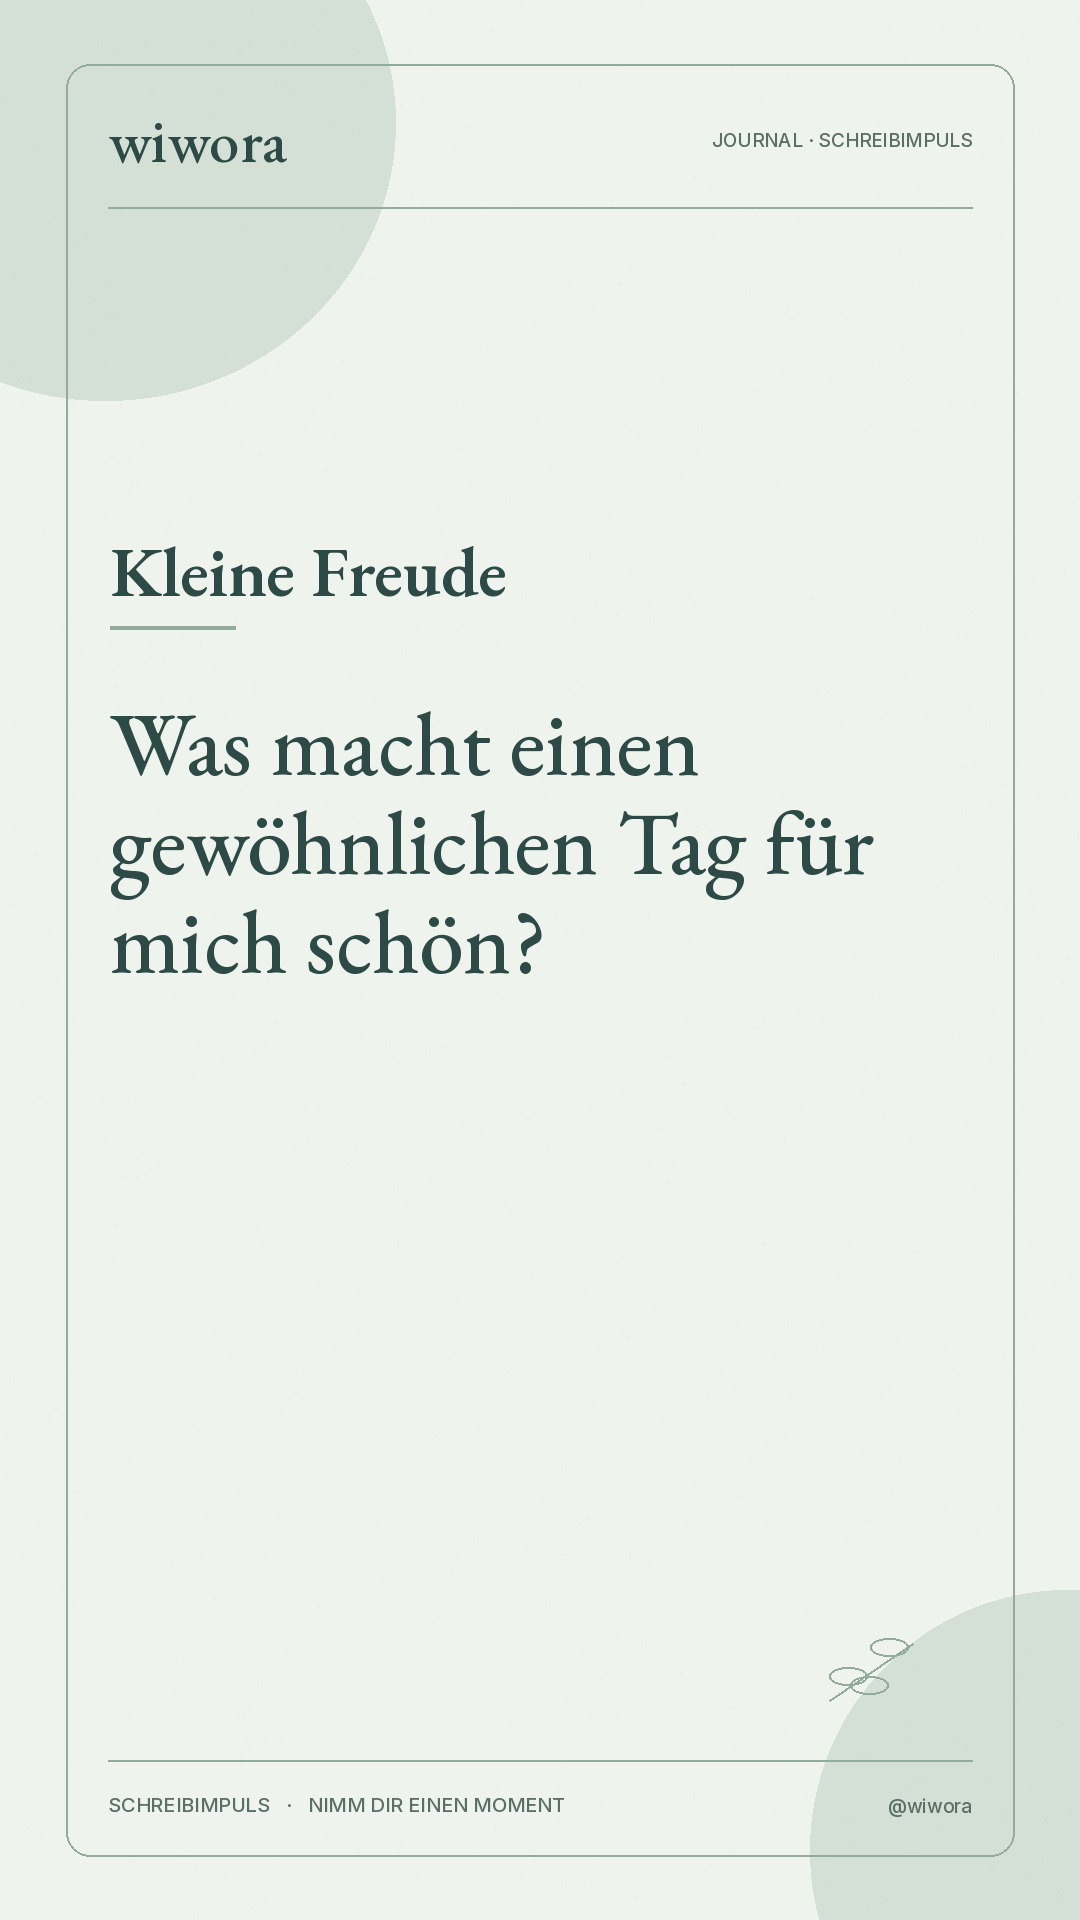 wiwora
JOURNAL · SCHREIBIMPULS
Kleine Freude
Was macht einen
gewöhnlichen Tag für
mich schön?
SCHREIBIMPULS · NIMM DIR EINEN MOMENT
@wiwora